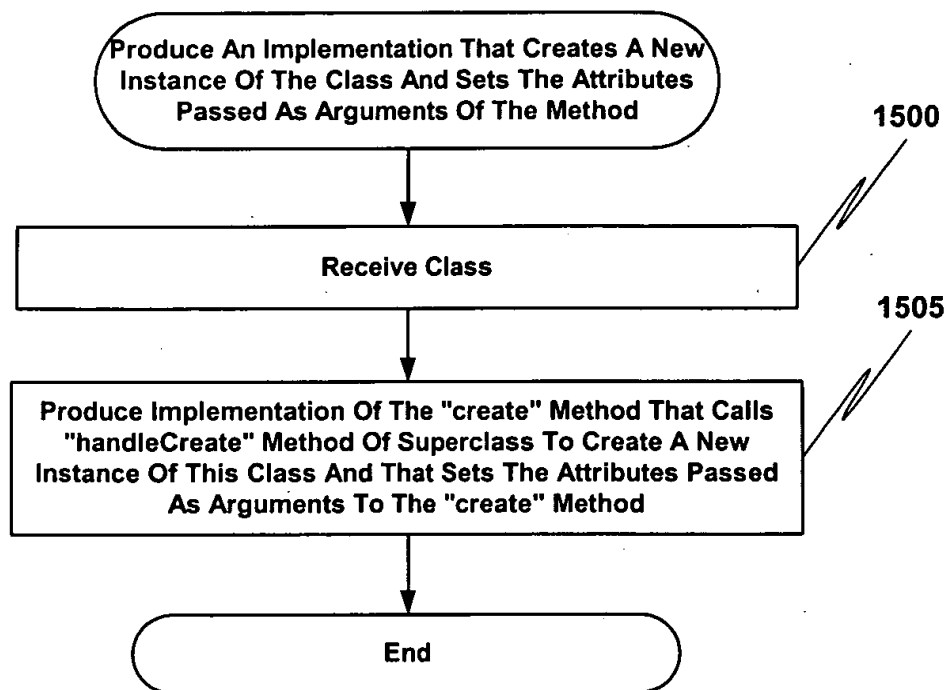 Produce An Implementation That Creates A New
Instance Of The Class And Sets The Attributes
Passed As Arguments Of The Method
1500
Receive Class
1505
Produce Implementation Of The "create" Method That Calls
"handleCreate" Method Of Superclass To Create A New
Instance Of This Class And That Sets The Attributes Passed
As Arguments To The "create" Method
End